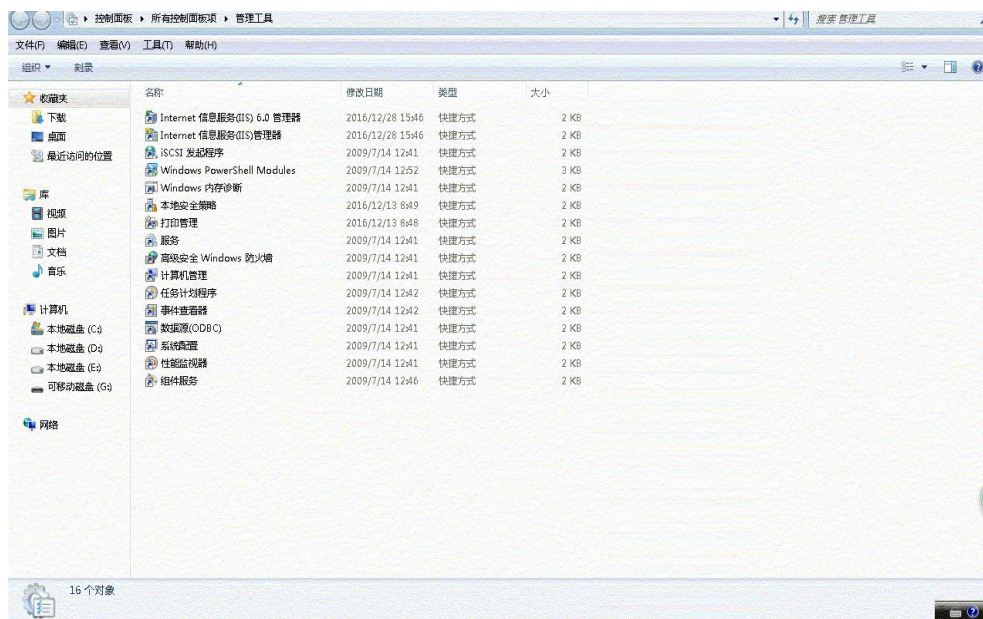 控制面板 ▸ 所有控制面板项 ▸ 管理工具
搜索 管理工具
文件(F) 编辑(E) 查看(V) 工具(T) 帮助(H)
组织 刻录
名称 修改日期 类型 大小
收藏夹
下载
桌面
最近访问的位置
库
视频
图片
文档
音乐
计算机
本地磁盘 (C:)
本地磁盘 (D:)
本地磁盘 (E:)
可移动磁盘 (G:)
网络
Internet 信息服务(IIS) 6.0 管理器 2016/12/28 15:46 快捷方式 2 KB
Internet 信息服务(IIS)管理器 2016/12/28 15:46 快捷方式 2 KB
iSCSI 发起程序 2009/7/14 12:41 快捷方式 2 KB
Windows PowerShell Modules 2009/7/14 12:52 快捷方式 3 KB
Windows 内存诊断 2009/7/14 12:41 快捷方式 2 KB
本地安全策略 2016/12/13 8:49 快捷方式 2 KB
打印管理 2016/12/13 8:48 快捷方式 2 KB
服务 2009/7/14 12:41 快捷方式 2 KB
高级安全 Windows 防火墙 2009/7/14 12:41 快捷方式 2 KB
计算机管理 2009/7/14 12:41 快捷方式 2 KB
任务计划程序 2009/7/14 12:42 快捷方式 2 KB
事件查看器 2009/7/14 12:42 快捷方式 2 KB
数据源(ODBC) 2009/7/14 12:41 快捷方式 2 KB
系统配置 2009/7/14 12:41 快捷方式 2 KB
性能监视器 2009/7/14 12:41 快捷方式 2 KB
组件服务 2009/7/14 12:46 快捷方式 2 KB
16 个对象